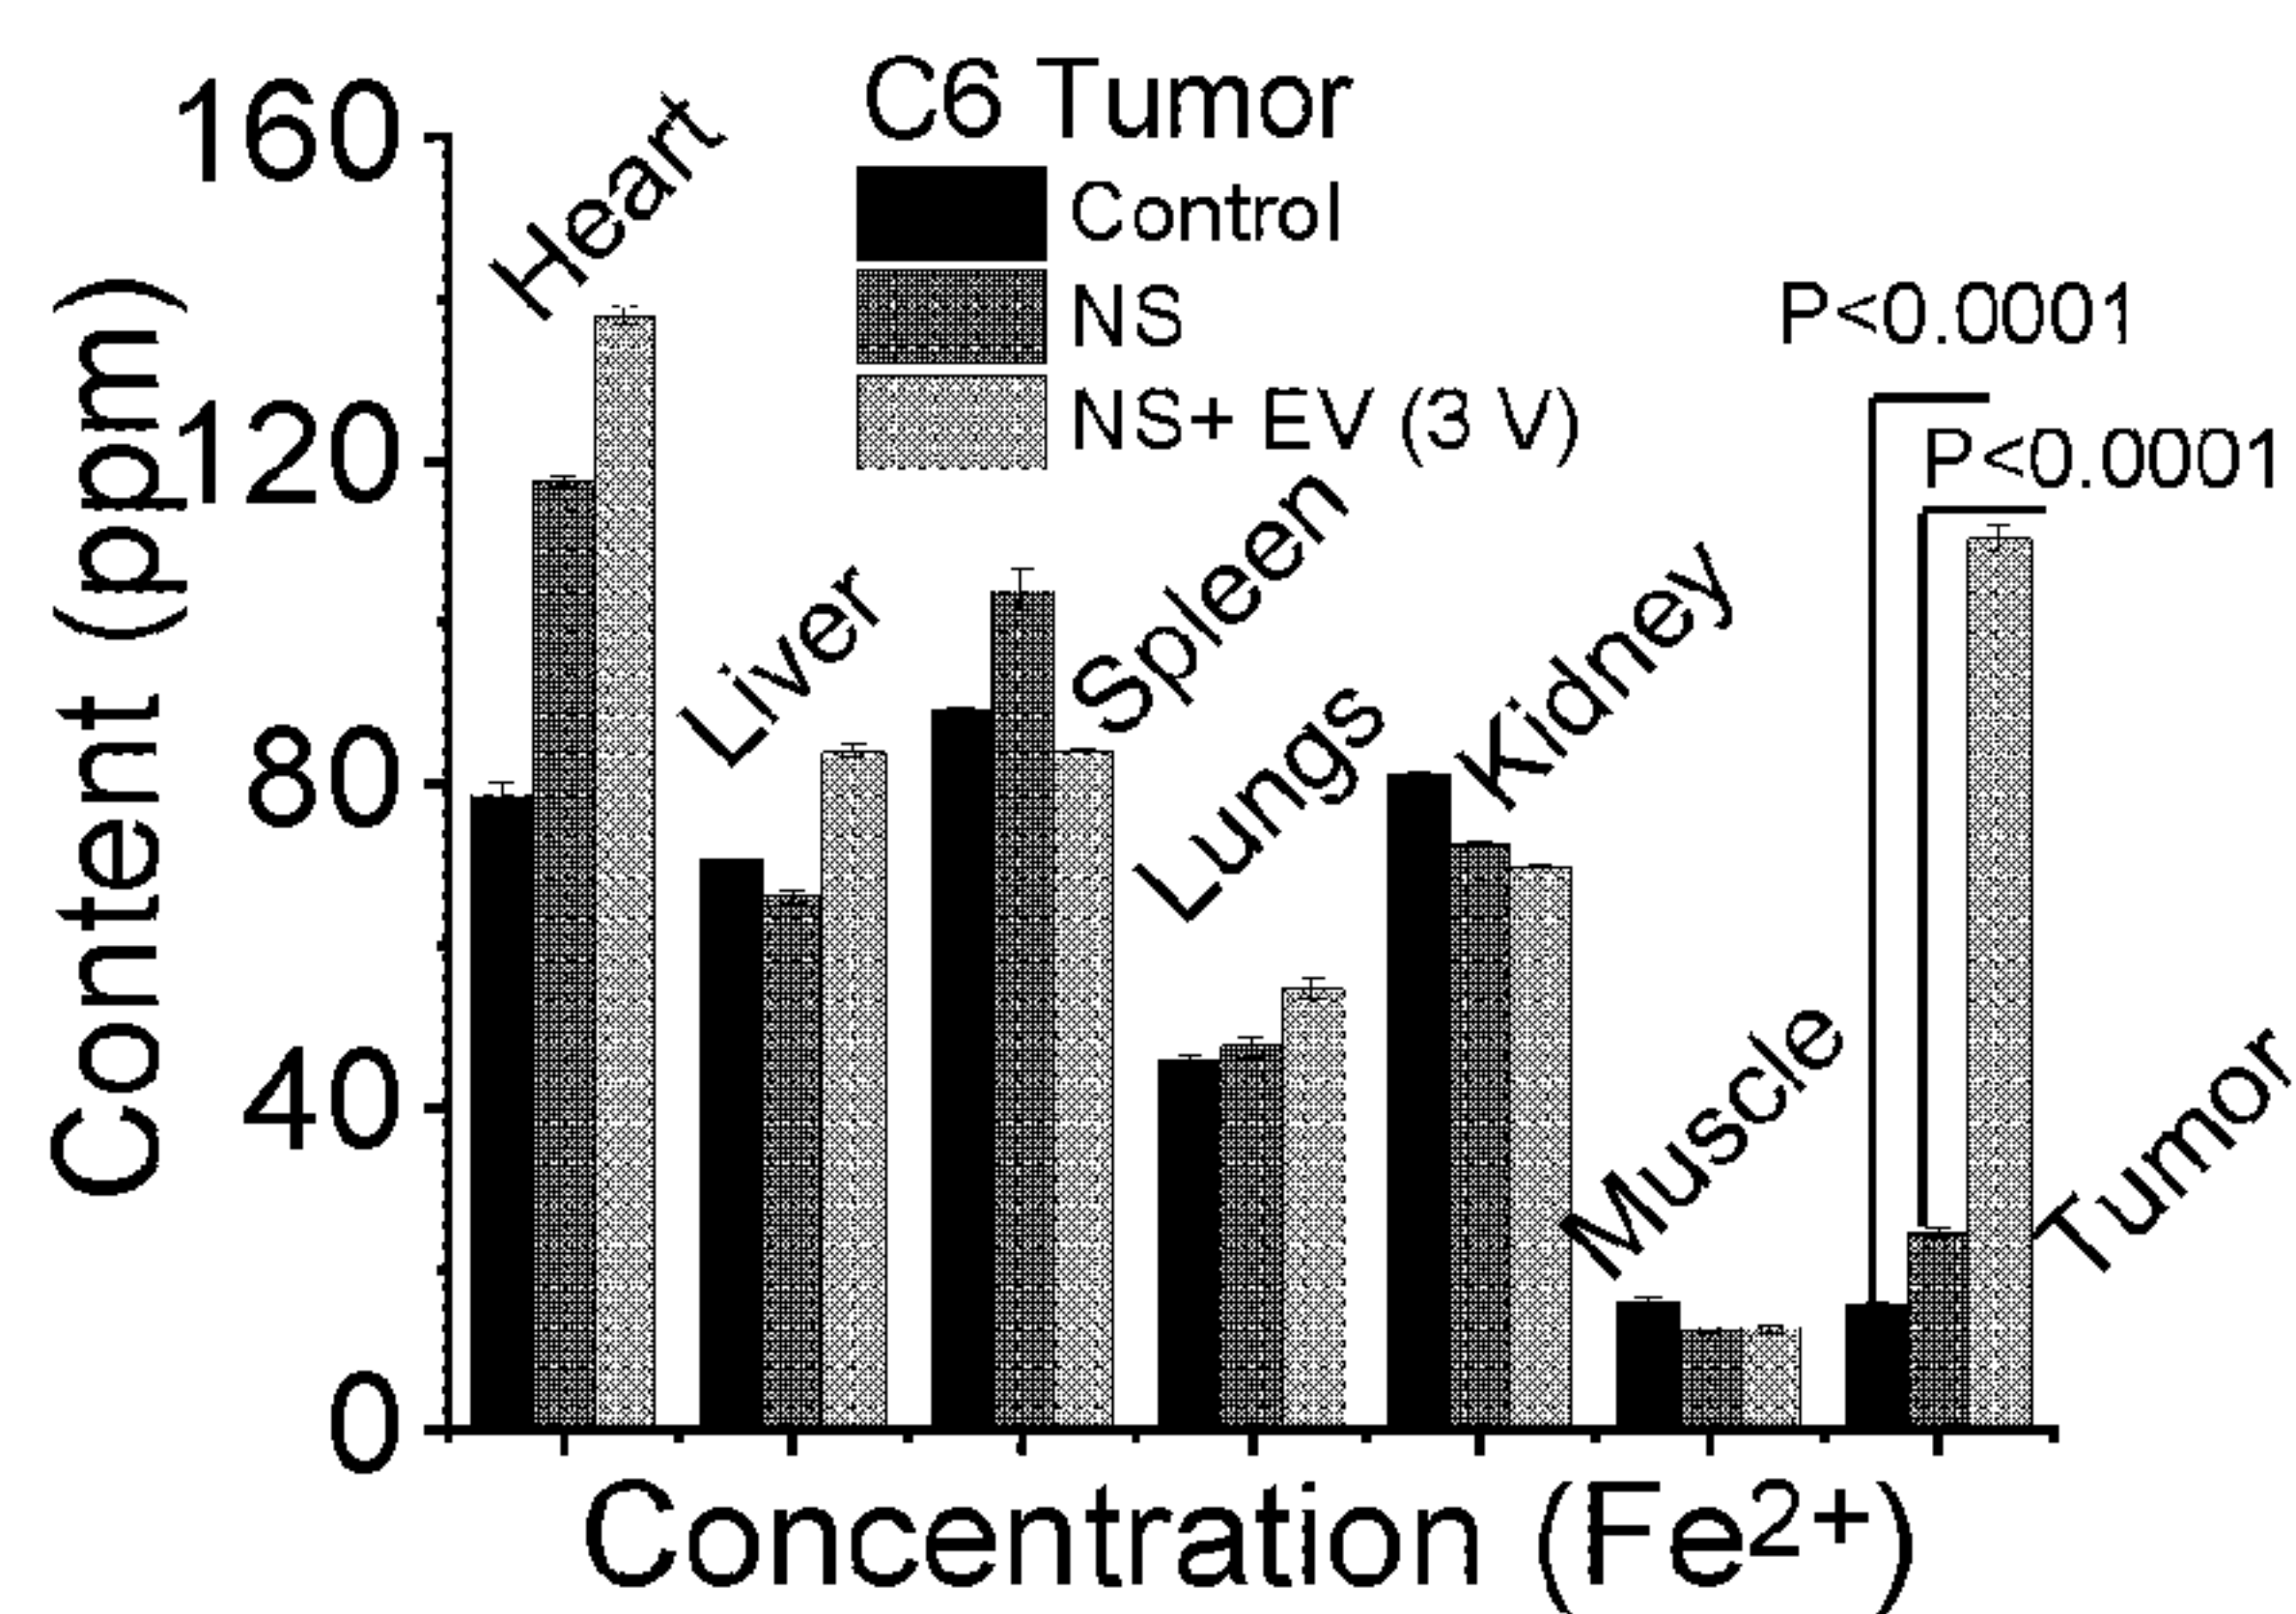 C6 Tumor
Control
NS
NS+ EV (3 V)
Content (ppm)
160
120
80
40
0
Heart
Liver
Spleen
Lungs
Kidney
Muscle
Tumor
P<0.0001
P<0.0001
Concentration (Fe2+)